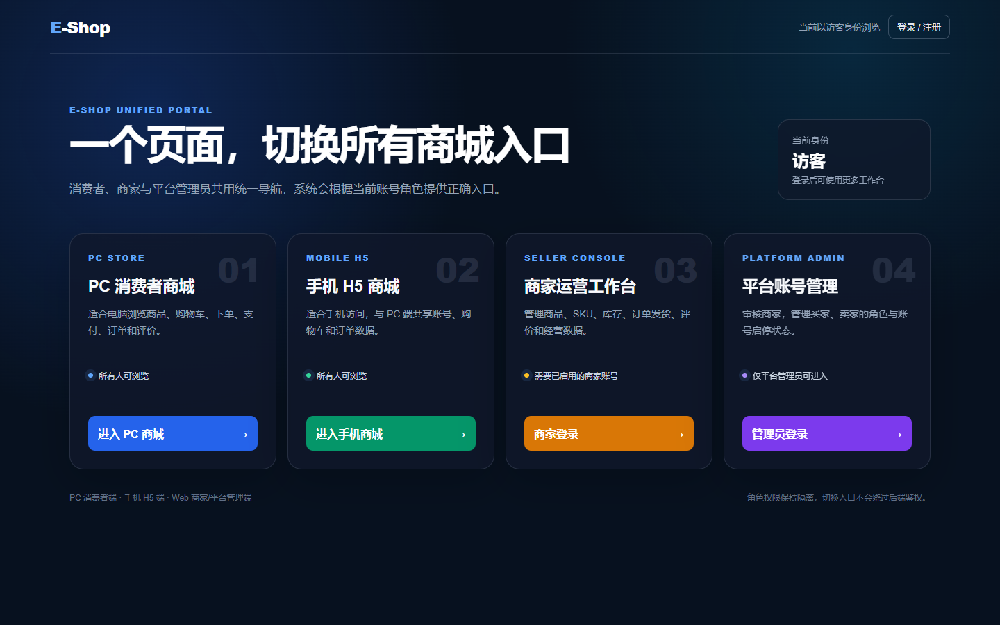 E-Shop
当前以访客身份浏览
登录 / 注册
E-SHOP UNIFIED PORTAL
一个页面，切换所有商城入口
消费者、商家与平台管理员共用统一导航，系统会根据当前账号角色提供正确入口。
当前身份
访客
登录后可使用更多工作台
PC STORE
01
PC 消费者商城
适合电脑浏览商品、购物车、下单、支
付、订单和评价。
所有人可浏览
进入 PC 商城 →
MOBILE H5
02
手机 H5 商城
适合手机访问，与 PC 端共享账号、购
物车和订单数据。
所有人可浏览
进入手机商城 →
SELLER CONSOLE
03
商家运营工作台
管理商品、SKU、库存、订单发货、评
价和经营数据。
需要已启用的商家账号
商家登录 →
PLATFORM ADMIN
04
平台账号管理
审核商家，管理买家、卖家的角色与账
号启停状态。
仅平台管理员可进入
管理员登录 →
PC 消费者端 · 手机 H5 端 · Web 商家/平台管理端
角色权限保持隔离，切换入口不会绕过后端鉴权。